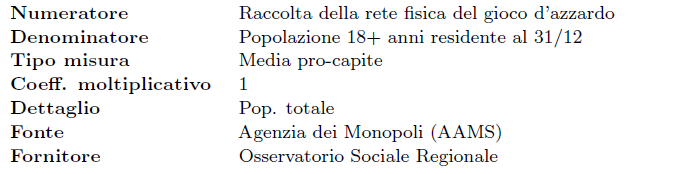 Numeratore Raccolta della rete fisica del gioco d'azzardo
Denominatore Popolazione 18+ anni residente al 31/12
Tipo misura Media pro-capite
Coeff. moltiplicativo 1
Dettaglio Pop. totale
Fonte Agenzia dei Monopoli (AAMS)
Fornitore Osservatorio Sociale Regionale